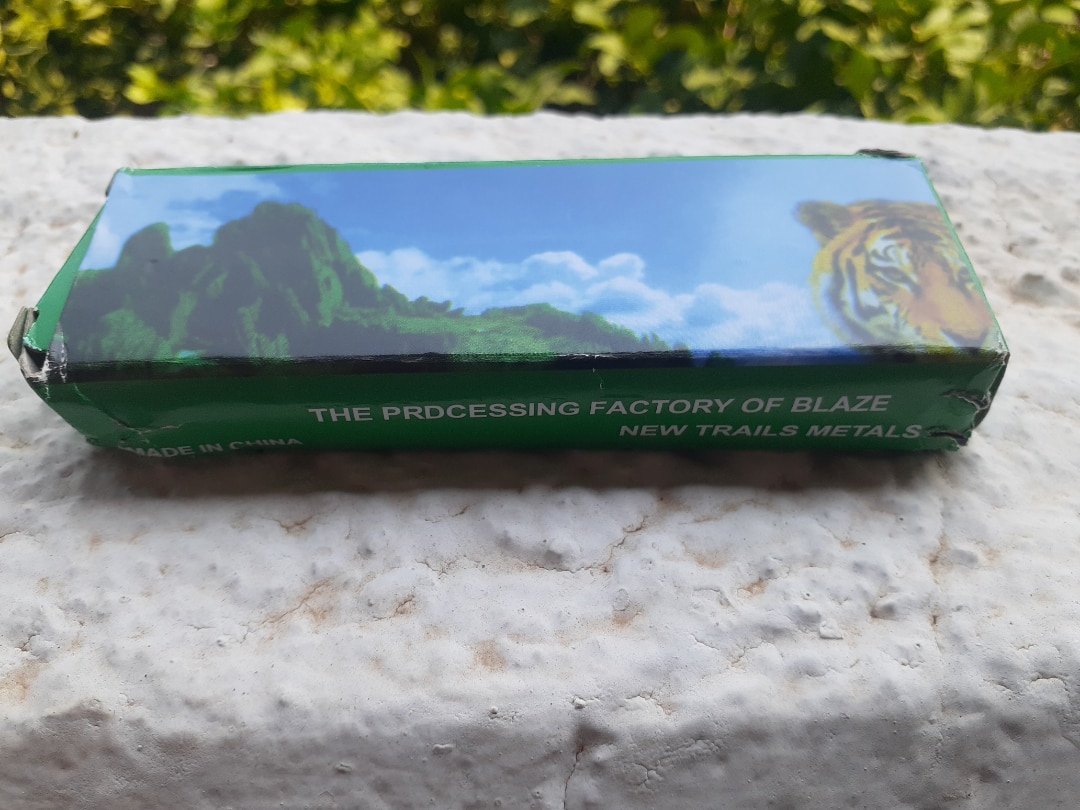 THE PRDCESSING FACTORY OF BLAZE
NEW TRAILS METALS
MADE IN CHINA